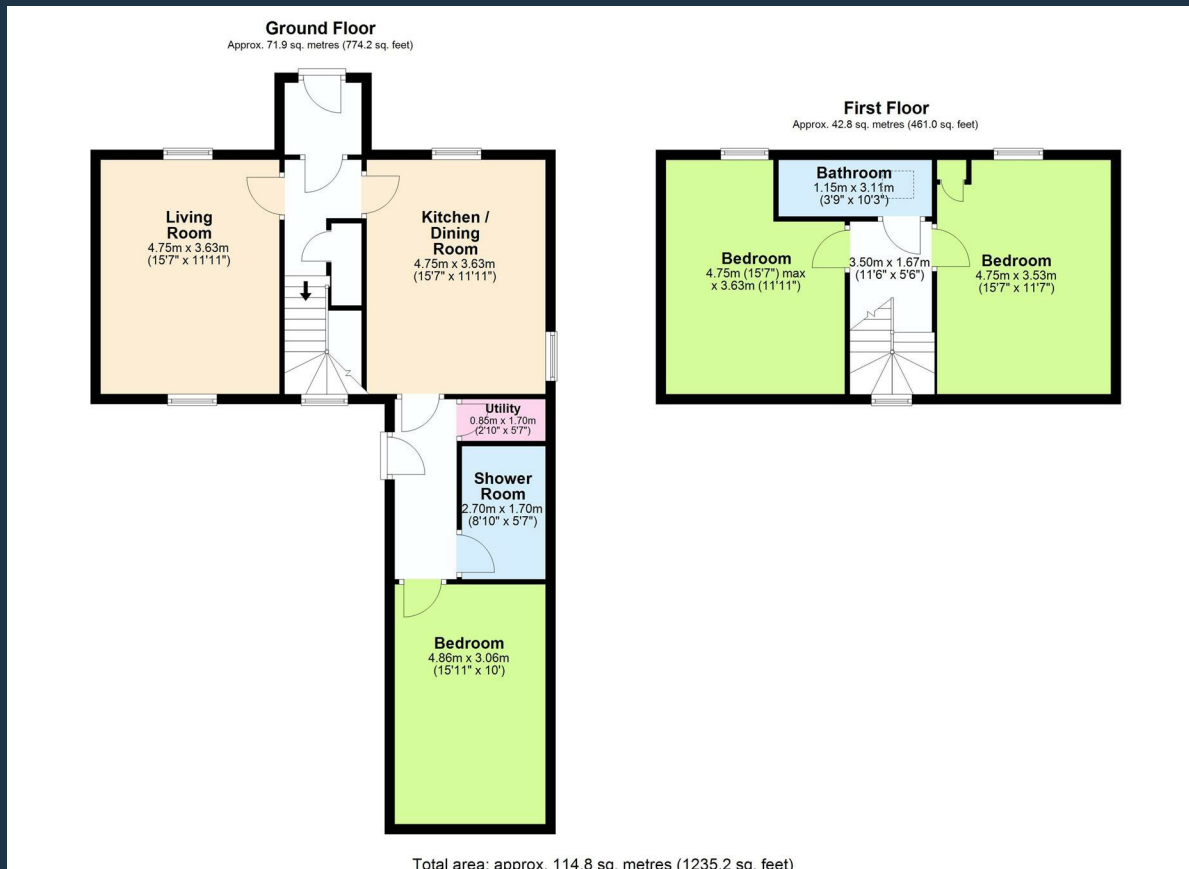 Ground Floor
Approx. 71.9 sq. metres (774.2 sq. feet)
Living
Room
4.75m x 3.63m
(15'7" x 11'11")
Kitchen /
Dining
Room
4.75m x 3.63m
(15'7" x 11'11")
Utility
0.85m x 1.70m
(2'10" x 5'7")
Shower
Room
2.70m x 1.70m
(8'10" x 5'7")
Bedroom
4.86m x 3.06m
(15'11" x 10')
First Floor
Approx. 42.8 sq. metres (461.0 sq. feet)
Bathroom
1.15m x 3.11m
(3'9" x 10'3")
Bedroom
4.75m (15'7") max
x 3.63m (11'11")
3.50m x 1.67m
(11'6" x 5'6")
Bedroom
4.75m x 3.53m
(15'7" x 11'7")
Total area: approx. 114.8 sq. metres (1235.2 sq. feet)